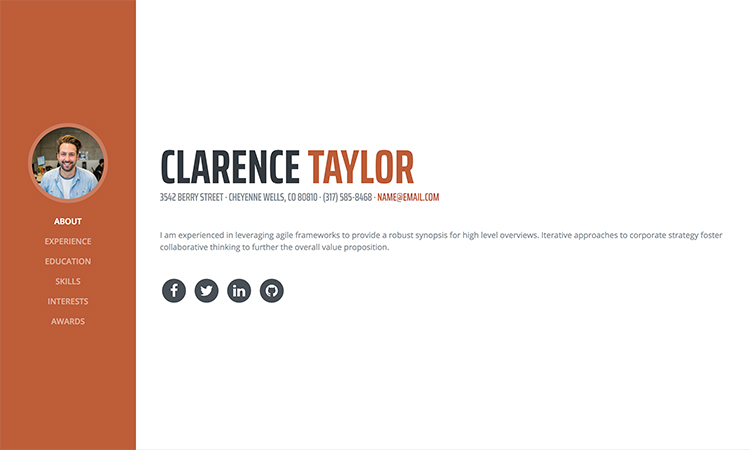 ABOUT
EXPERIENCE
EDUCATION
SKILLS
INTERESTS
AWARDS
CLARENCE TAYLOR
3542 BERRY STREET · CHEYENNE WELLS, CO 80810 · (317) 585-8468 · NAME@EMAIL.COM
I am experienced in leveraging agile frameworks to provide a robust synopsis for high level overviews. Iterative approaches to corporate strategy foster
collaborative thinking to further the overall value proposition.